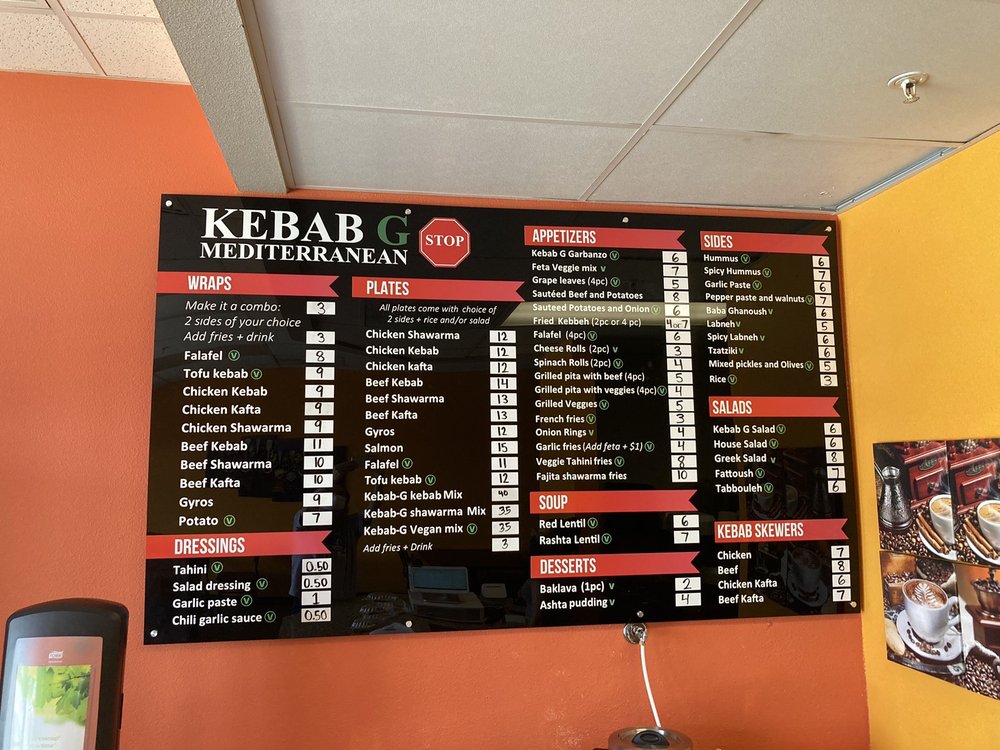 KEBAB G
MEDITERRANEAN
STOP
WRAPS
Make it a combo: 3
2 sides of your choice
Add fries + drink 3
Falafel V 8
Tofu kebab V 9
Chicken Kebab 9
Chicken Kafta 9
Chicken Shawarma 9
Beef Kebab 11
Beef Shawarma 10
Beef Kafta 10
Gyros 9
Potato V 7
DRESSINGS
Tahini V 0.50
Salad dressing V 0.50
Garlic paste V 1
Chili garlic sauce V 0.50
PLATES
All plates come with choice of
2 sides + rice and/or salad
Chicken Shawarma 12
Chicken Kebab 12
Chicken kafta 12
Beef Kebab 14
Beef Shawarma 13
Beef Kafta 13
Gyros 12
Salmon 15
Falafel V 11
Tofu kebab V 12
Kebab-G kebab Mix 40
Kebab-G shawarma Mix 35
Kebab-G Vegan mix V 35
Add fries + Drink 3
APPETIZERS
Kebab G Garbanzo V 6
Feta Veggie mix v 7
Grape leaves (4pc) V 5
Sautéed Beef and Potatoes 8
Sauteed Potatoes and Onion V 6
Fried Kebbeh (2pc or 4 pc) 4 or 7
Falafel (4pc) V 6
Cheese Rolls (2pc) v 3
Spinach Rolls (2pc) V 4
Grilled pita with beef (4pc) 5
Grilled pita with veggies (4pc) V 4
Grilled Veggies V 5
French fries V 3
Onion Rings v 4
Garlic fries (Add feta + $1) V 4
Veggie Tahini fries V 8
Fajita shawarma fries 10
SOUP
Red Lentil V 6
Rashta Lentil V 7
DESSERTS
Baklava (1pc) v 2
Ashta pudding v 4
SIDES
Hummus V 6
Spicy Hummus V 7
Garlic Paste V 6
Pepper paste and walnuts V 7
Baba Ghanoush v 6
Labneh v 5
Spicy Labneh v 6
Tzatziki v 6
Mixed pickles and Olives V 5
Rice V 3
SALADS
Kebab G Salad V 6
House Salad V 6
Greek Salad v 8
Fattoush V 7
Tabbouleh V 6
KEBAB SKEWERS
Chicken 7
Beef 8
Chicken Kafta 6
Beef Kafta 7